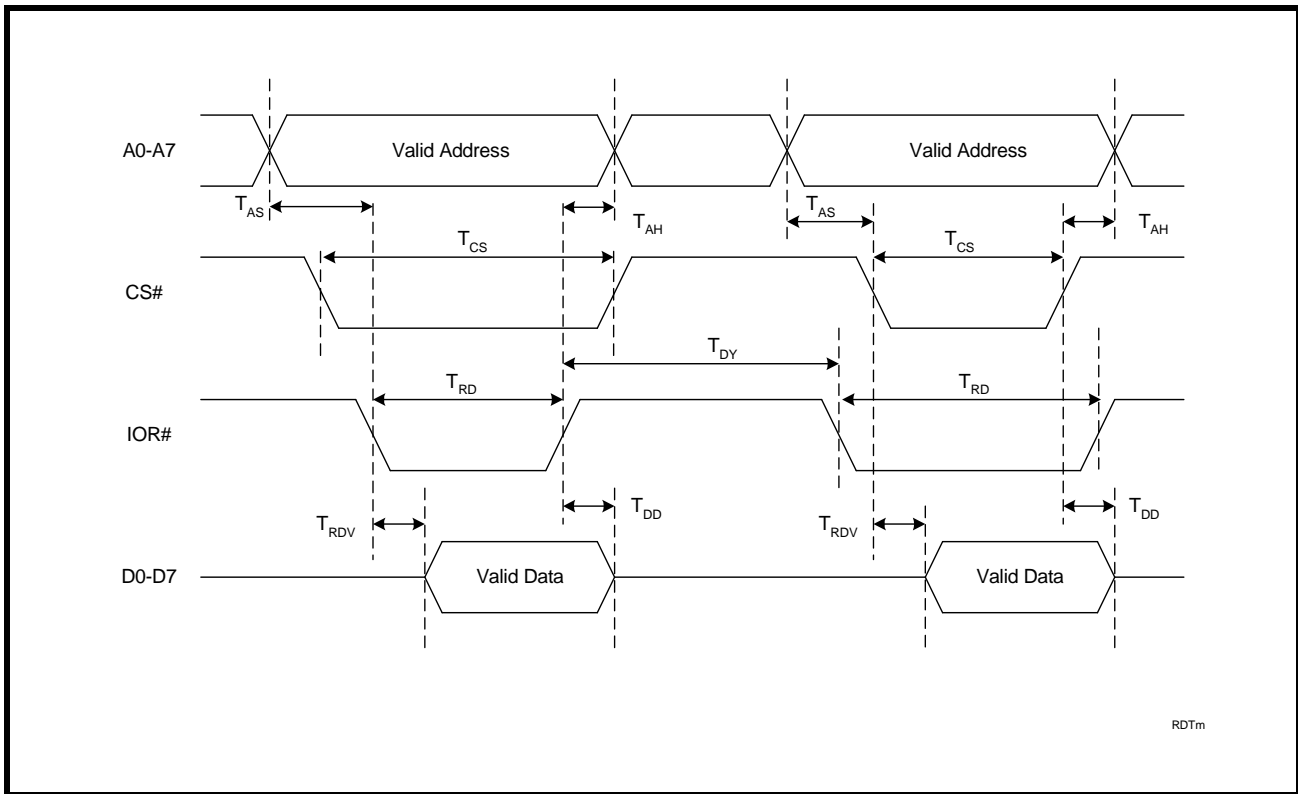 A0-A7
Valid Address
Valid Address
TAS
TAH
TAS
TAH
TCS
TCS
CS#
TDY
TRD
TRD
IOR#
TRDV
TDD
TRDV
TDD
D0-D7
Valid Data
Valid Data
RDTm